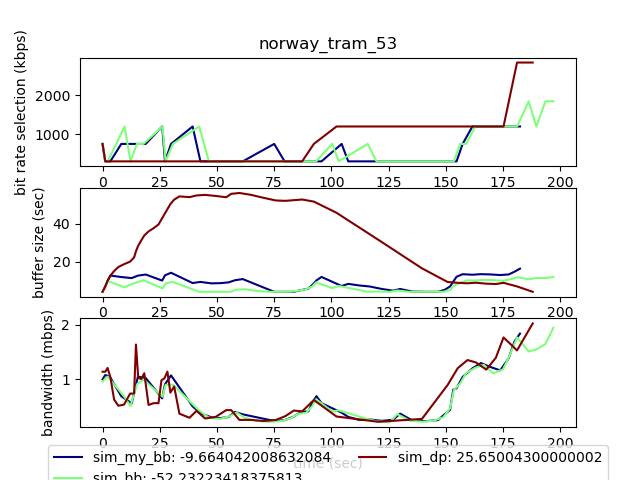 norway_tram_53
bit rate selection (kbps)
2000
1000
0 25 50 75 100 125 150 175 200
buffer size (sec)
40
20
0 25 50 75 100 125 150 175 200
bandwidth (mbps)
2
1
0 25 50 75 100 125 150 175 200
time (sec)
sim_my_bb: -9.664042008632084
sim_dp: 25.65004300000002
sim_bb: -52.23223418375813